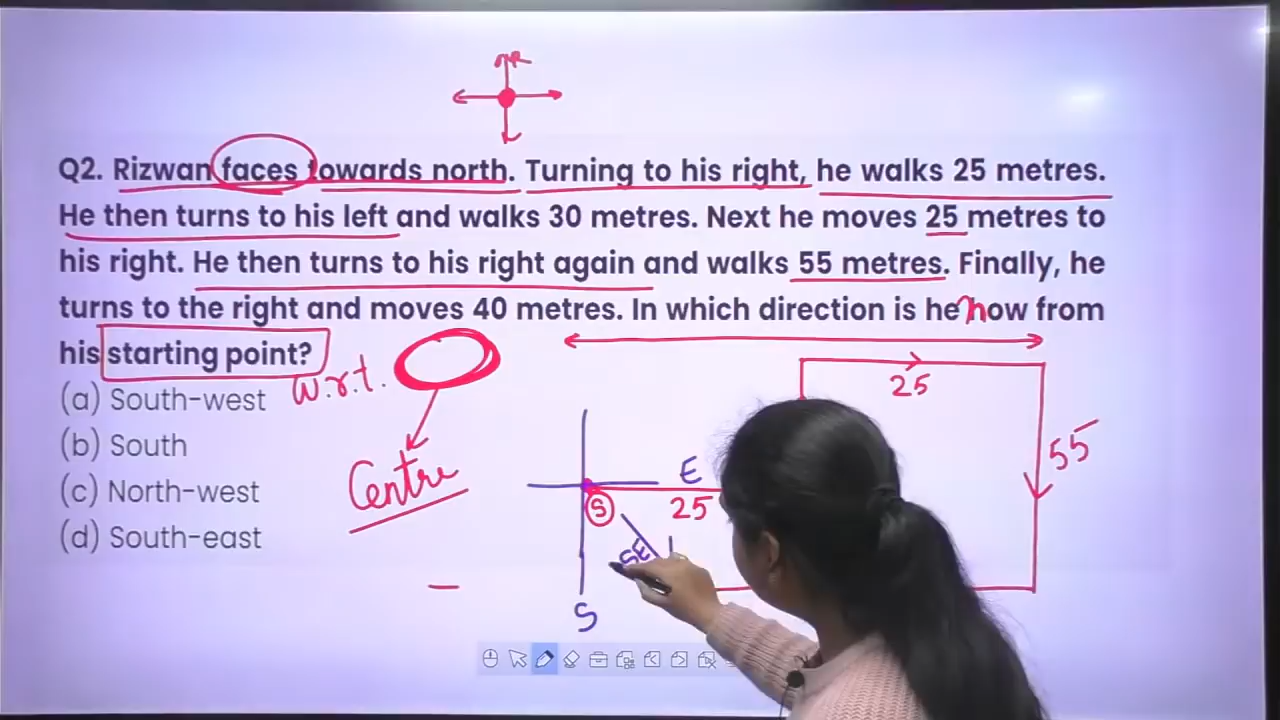 Q2. Rizwan faces towards north. Turning to his right, he walks 25 metres.
He then turns to his left and walks 30 metres. Next he moves 25 metres to
his right. He then turns to his right again and walks 55 metres. Finally, he
turns to the right and moves 40 metres. In which direction is he now from
his starting point?
w.r.t.
(a) South-west
(b) South
(c) North-west
(d) South-east
Centre
25
55
E
S
25
SE
S